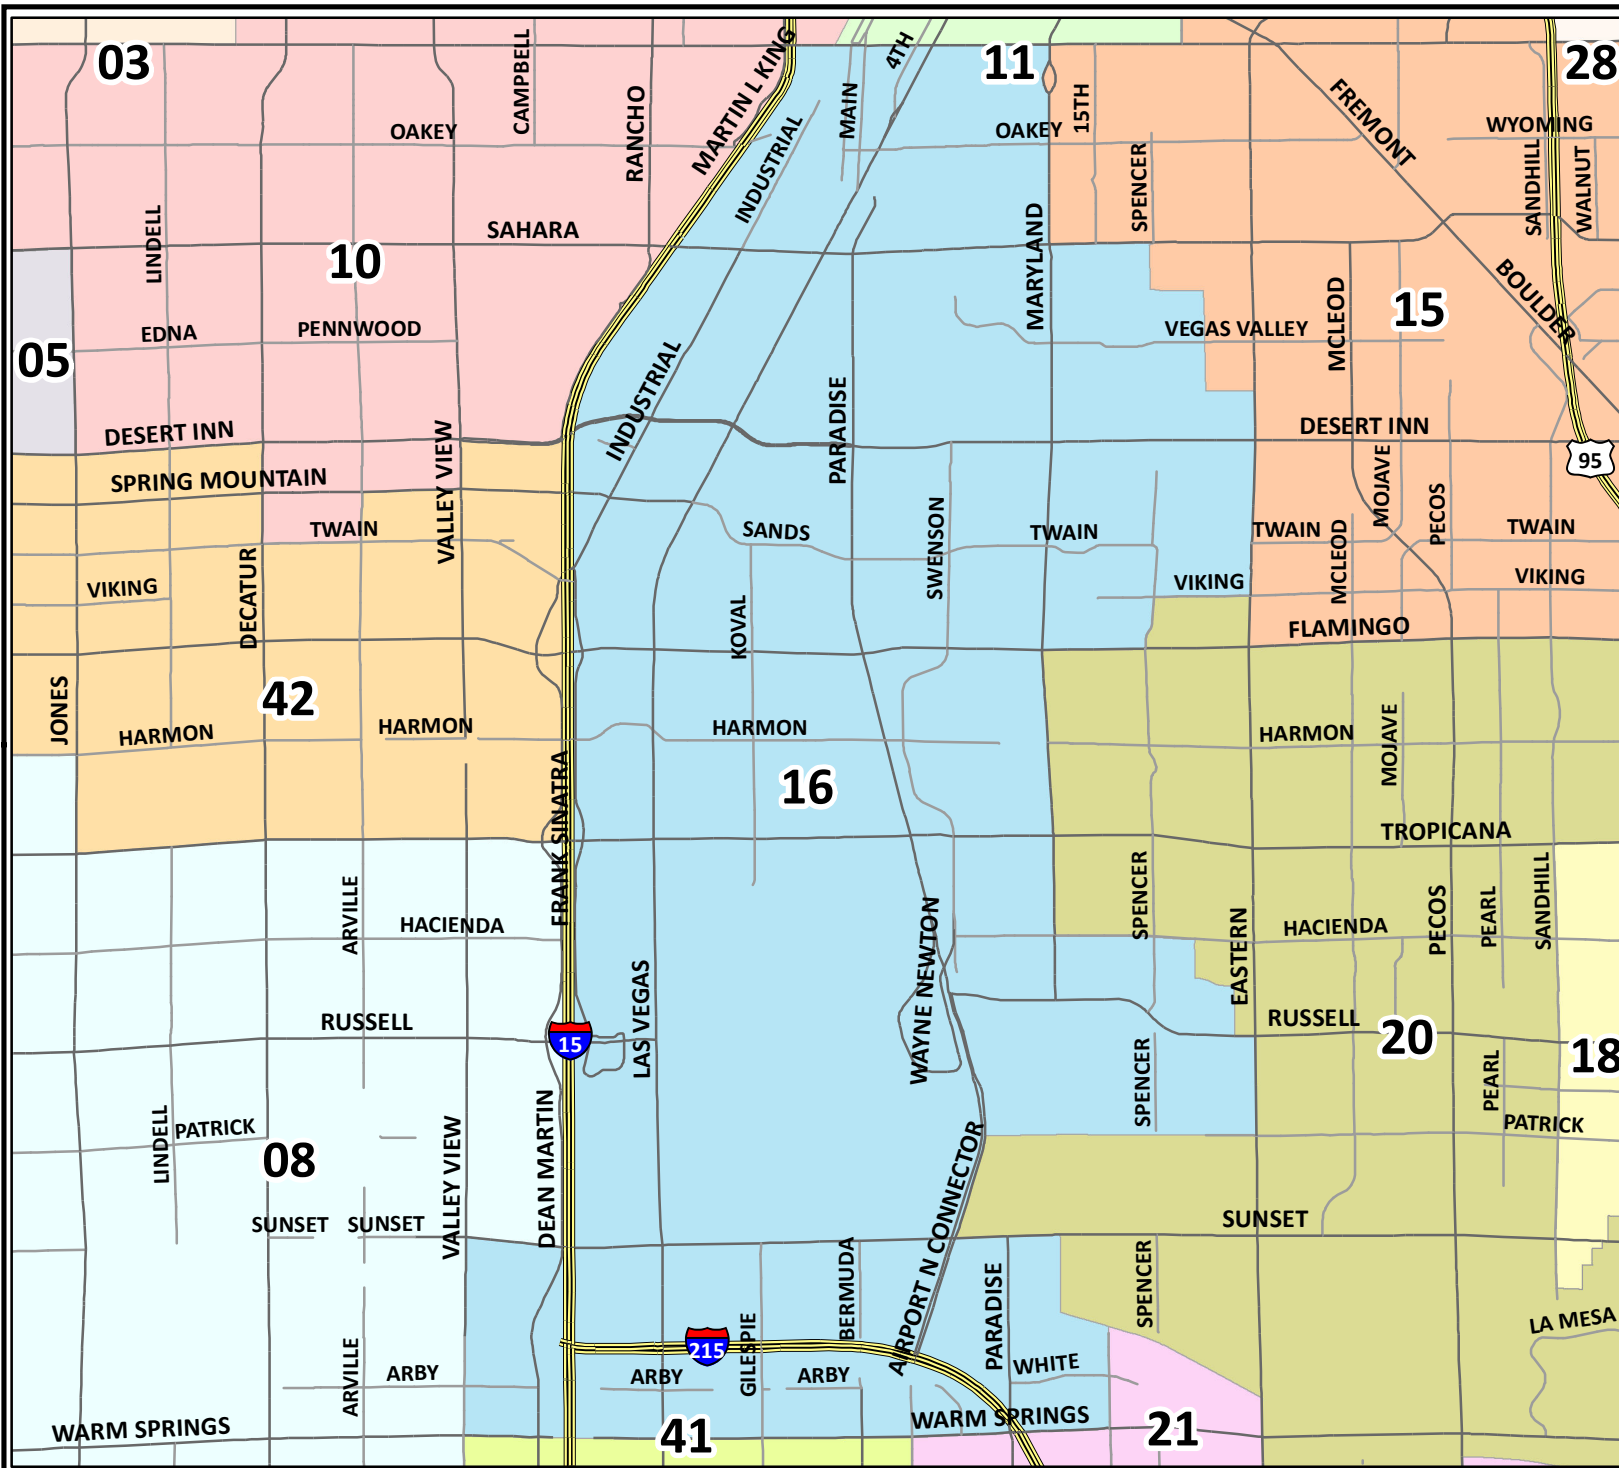 03
CAMPBELL
MARTIN L KING
4TH
11
28
OAKEY
RANCHO
INDUSTRIAL
MAIN
OAKEY
15TH
FREMONT
WYOMING
SPENCER
SANDHILL
WALNUT
LINDELL
SAHARA
10
MARYLAND
15
BOULDER
MCLEOD
EDNA
PENNWOOD
05
VEGAS VALLEY
INDUSTRIAL
PARADISE
DESERT INN
DESERT INN
VALLEY VIEW
SPRING MOUNTAIN
MOJAVE
PECOS
95
TWAIN
SANDS
SWENSON
TWAIN
TWAIN
MCLEOD
TWAIN
VIKING
DECATUR
KOVAL
VIKING
VIKING
FLAMINGO
JONES
42
HARMON
HARMON
HARMON
HARMON
MOJAVE
FRANK SINATRA
16
TROPICANA
ARVILLE
HACIENDA
SPENCER
HACIENDA
PECOS
PEARL
SANDHILL
WAYNE NEWTON
EASTERN
LAS VEGAS
RUSSELL
15
RUSSELL
20
18
SPENCER
PEARL
LINDELL
PATRICK
08
VALLEY VIEW
DEAN MARTIN
PATRICK
AIRPORT N CONNECTOR
SUNSET
SUNSET
SUNSET
BERMUDA
PARADISE
SPENCER
LA MESA
ARVILLE
ARBY
215
GILESPIE
ARBY
ARBY
WHITE
WARM SPRINGS
41
WARM SPRINGS
21